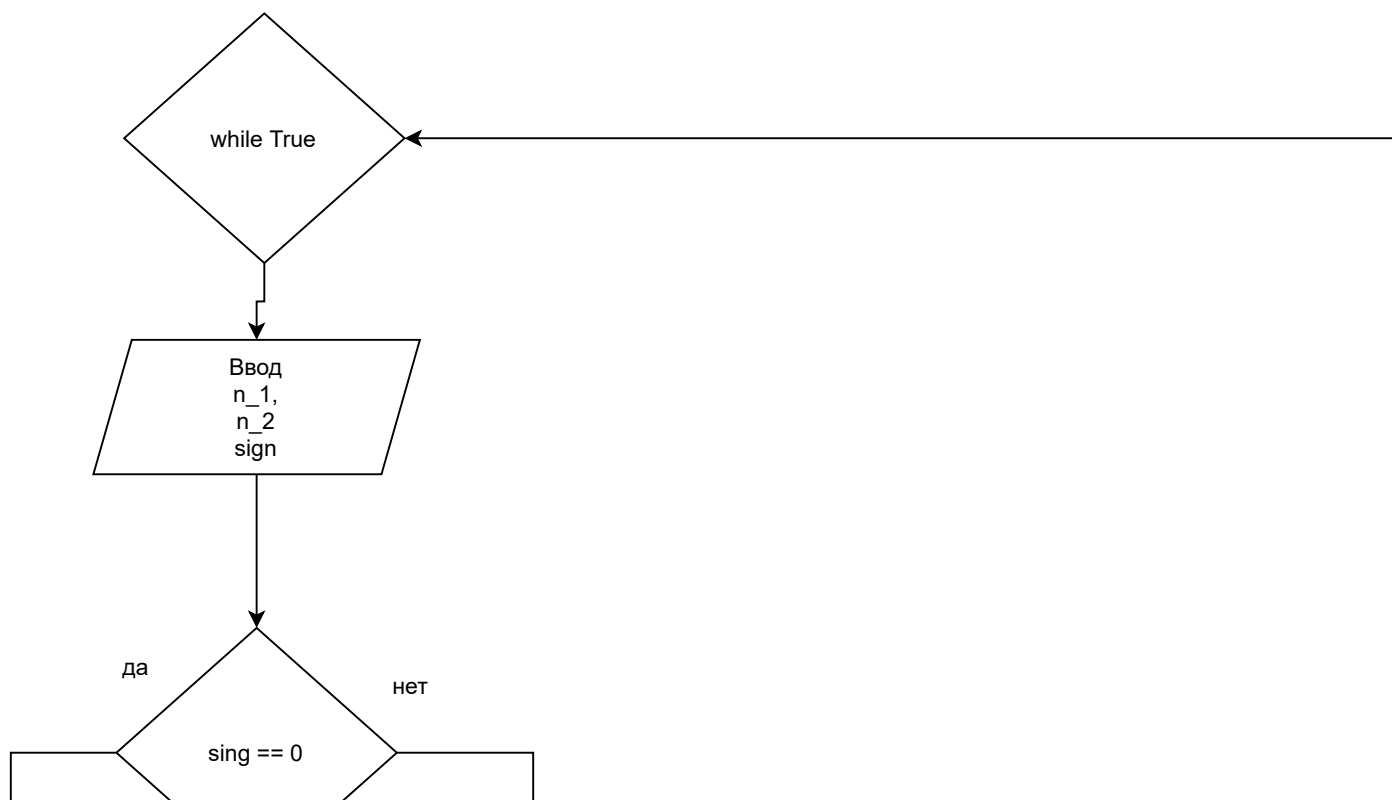 while True
Ввод
n_1,
n_2
sign
да
нет
sing == 0